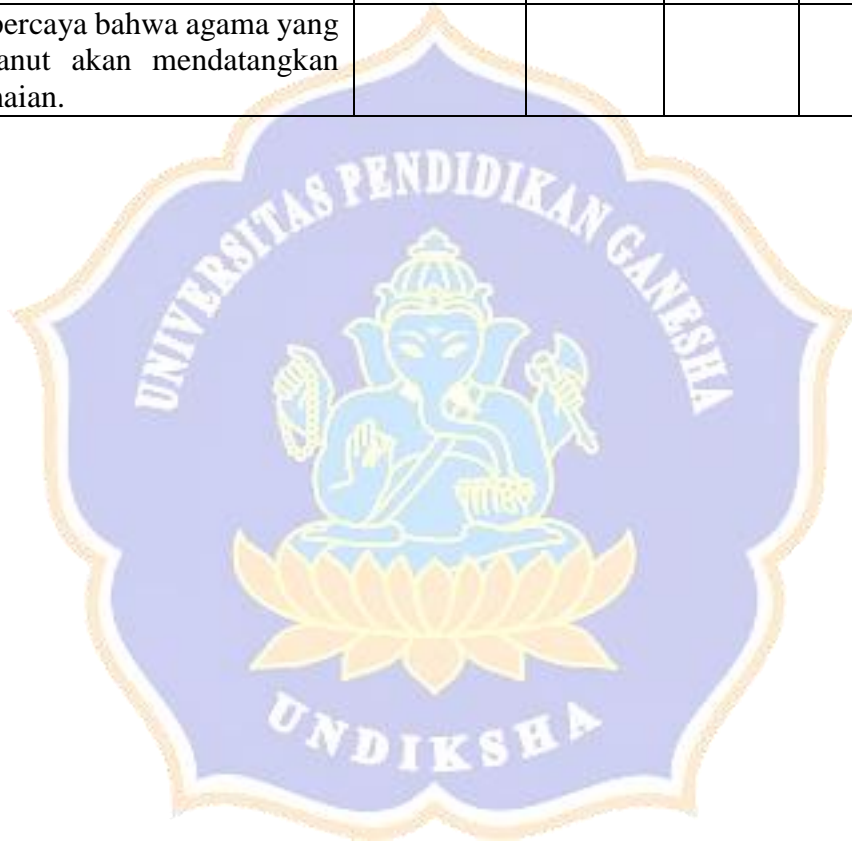 percaya bahwa agama yang
anut akan mendatangkan
naian.
UNIVERSITAS PENDIDIKAN GANESHA
UNDIKSHA